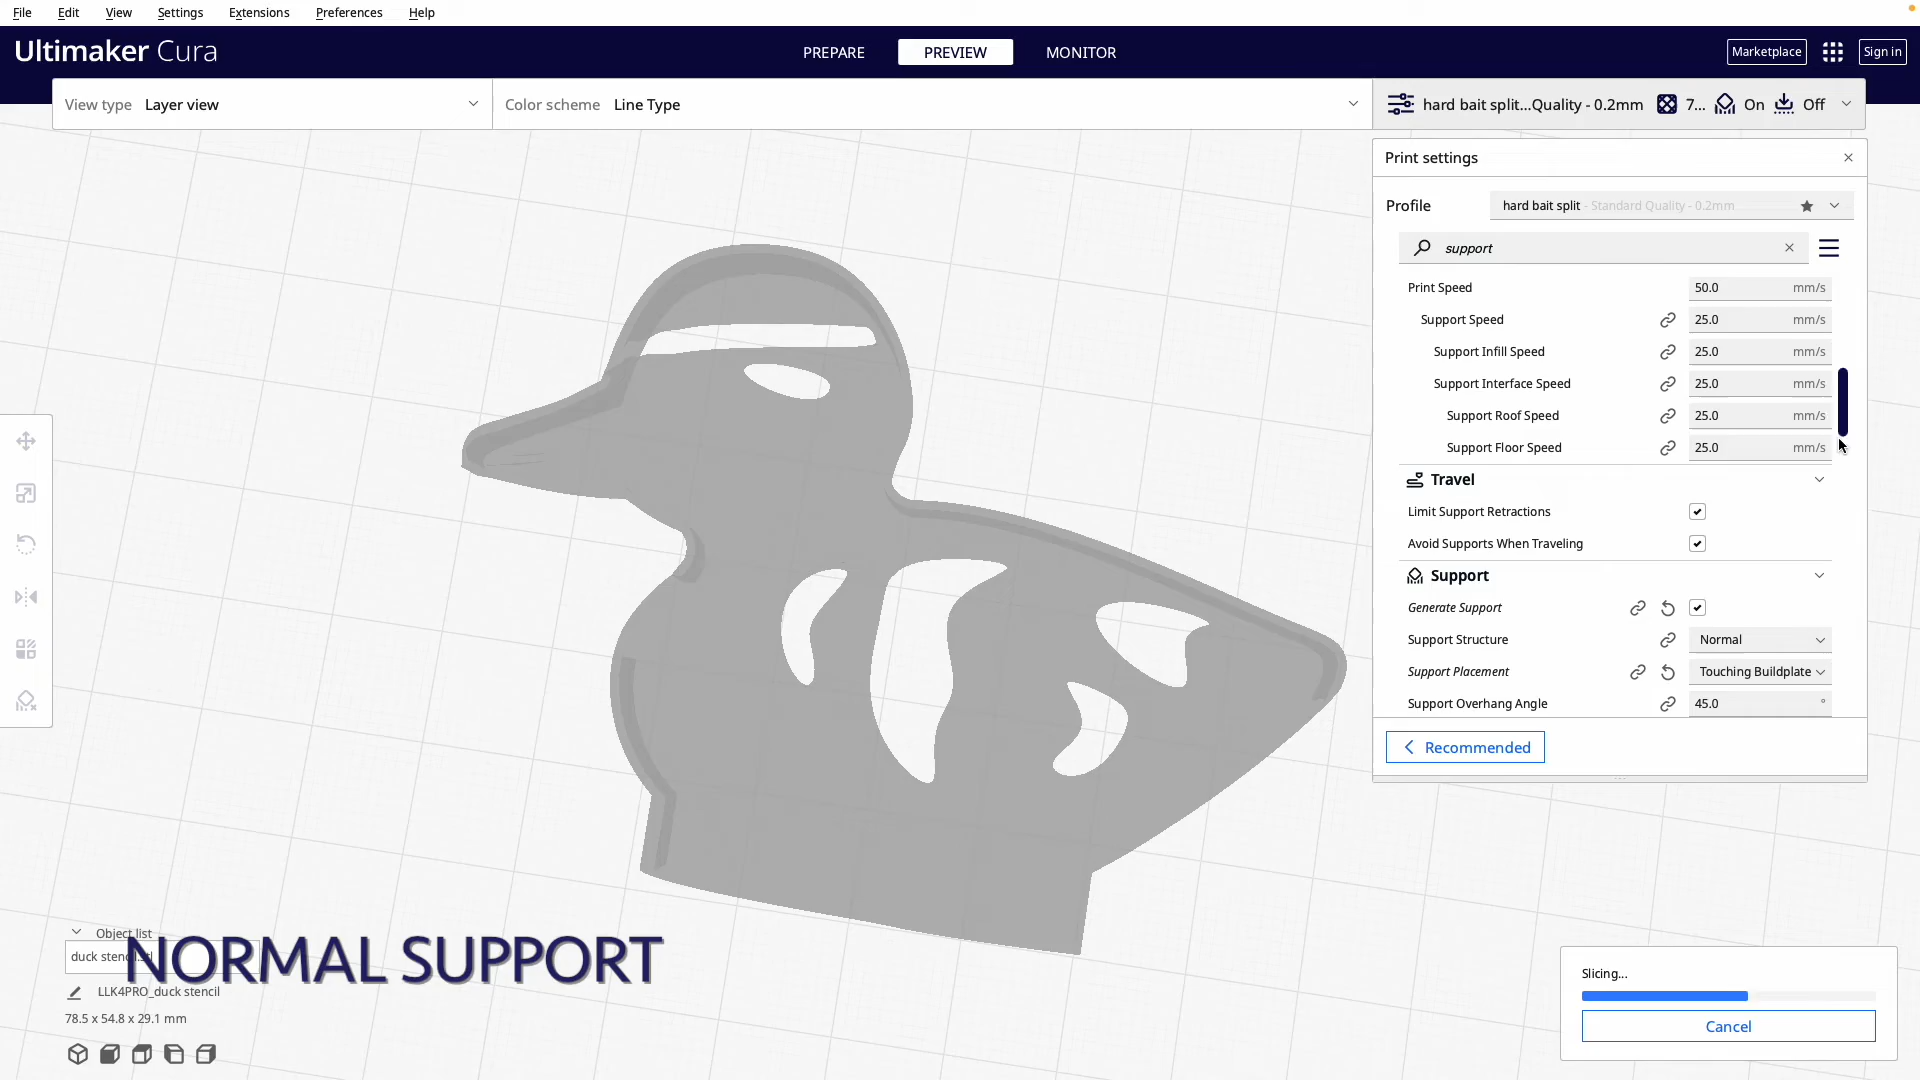 File Edit View Settings Extensions Preferences Help
Ultimaker Cura
PREPARE PREVIEW MONITOR
Marketplace Sign in
View type Layer view Color scheme Line Type hard bait split...Quality - 0.2mm 7... On Off
Print settings
Profile hard bait split - Standard Quality - 0.2mm
support
Print Speed 50.0 mm/s
Support Speed 25.0 mm/s
Support Infill Speed 25.0 mm/s
Support Interface Speed 25.0 mm/s
Support Roof Speed 25.0 mm/s
Support Floor Speed 25.0 mm/s
Travel
Limit Support Retractions
Avoid Supports When Traveling
Support
Generate Support
Support Structure Normal
Support Placement Touching Buildplate
Support Overhang Angle 45.0 °
Recommended
Object list
duck stencil.stl
NORMAL SUPPORT
LLK4PRO_duck stencil
78.5 x 54.8 x 29.1 mm
Slicing...
Cancel